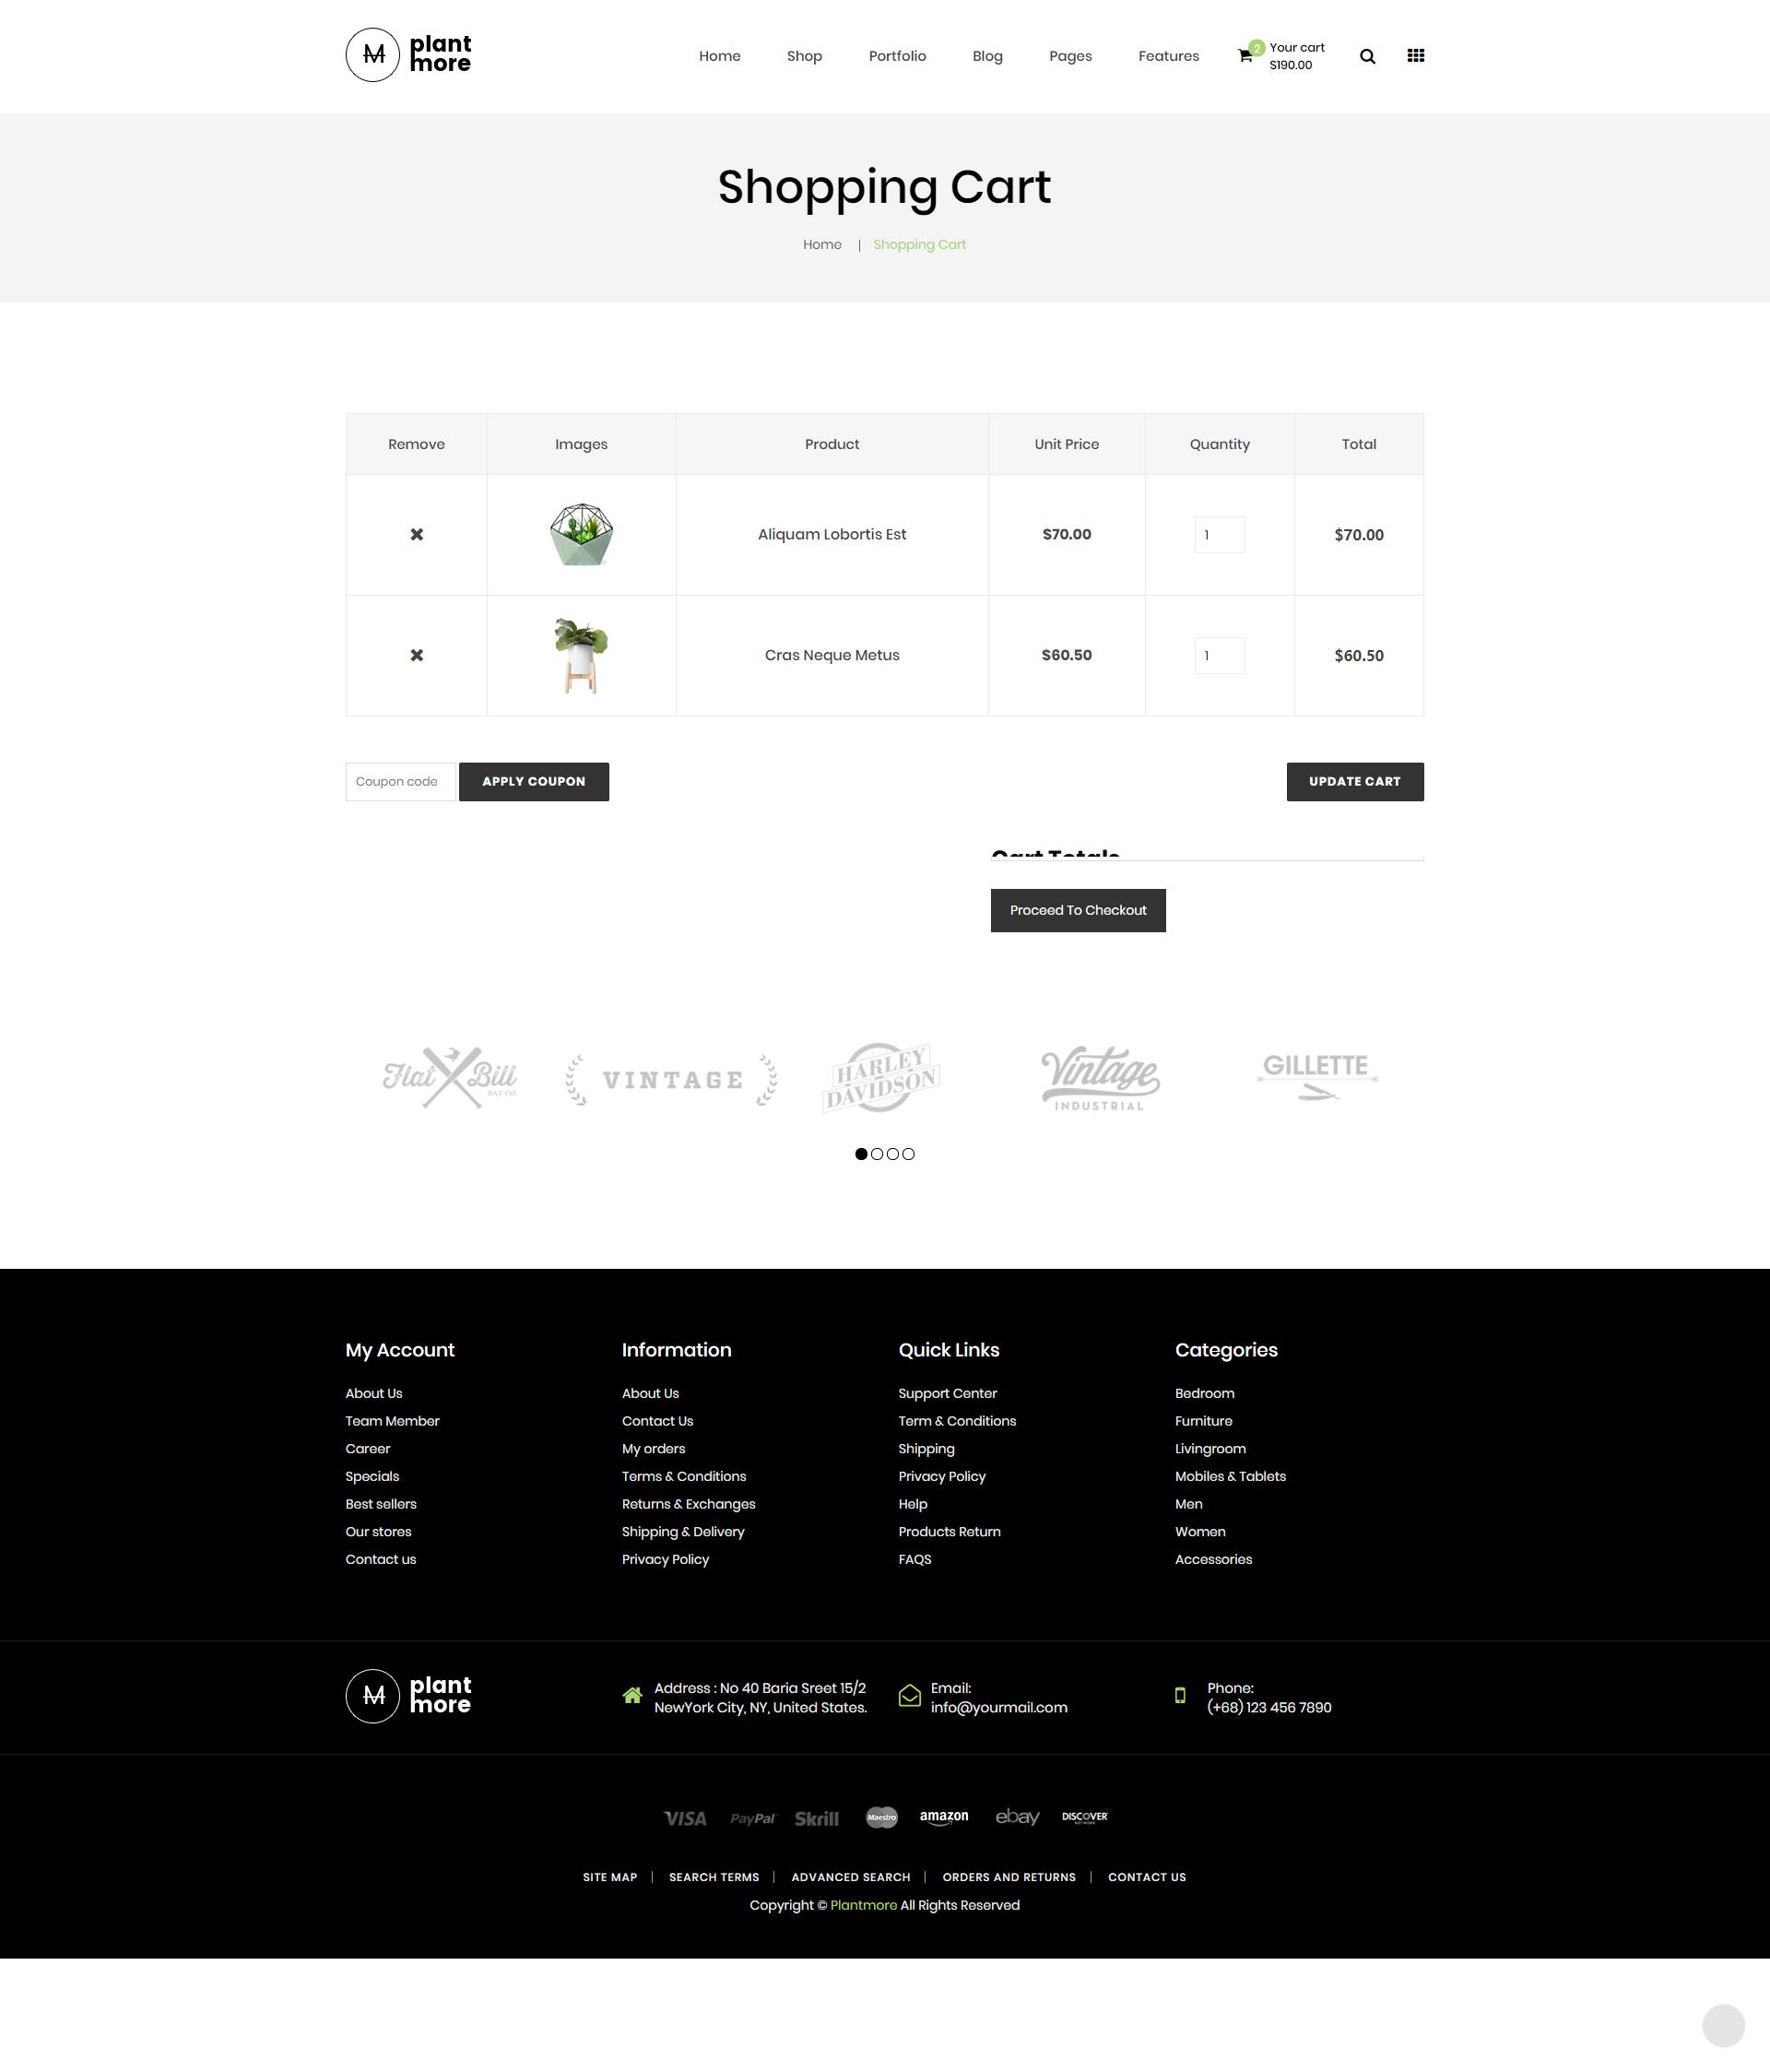 plant
more
Home Shop Portfolio Blog Pages Features
2 Your cart
$190.00
Shopping Cart
Home | Shopping Cart
Remove Images Product Unit Price Quantity Total
Aliquam Lobortis Est $70.00 1 $70.00
Cras Neque Metus $60.50 1 $60.50
Coupon code APPLY COUPON UPDATE CART
Cart Totals
Proceed To Checkout
Flat Bill
BAT CO.
VINTAGE
HARLEY
DAVIDSON
Vintage
INDUSTRIAL
GILLETTE
My Account
About Us
Team Member
Career
Specials
Best sellers
Our stores
Contact us
Information
About Us
Contact Us
My orders
Terms & Conditions
Returns & Exchanges
Shipping & Delivery
Privacy Policy
Quick Links
Support Center
Term & Conditions
Shipping
Privacy Policy
Help
Products Return
FAQS
Categories
Bedroom
Furniture
Livingroom
Mobiles & Tablets
Men
Women
Accessories
plant
more
Address : No 40 Baria Sreet 15/2
NewYork City, NY, United States.
Email:
info@yourmail.com
Phone:
(+68) 123 456 7890
VISA PayPal Skrill Maestro amazon ebay DISCOVER
NETWORK
SITE MAP | SEARCH TERMS | ADVANCED SEARCH | ORDERS AND RETURNS | CONTACT US
Copyright © Plantmore All Rights Reserved